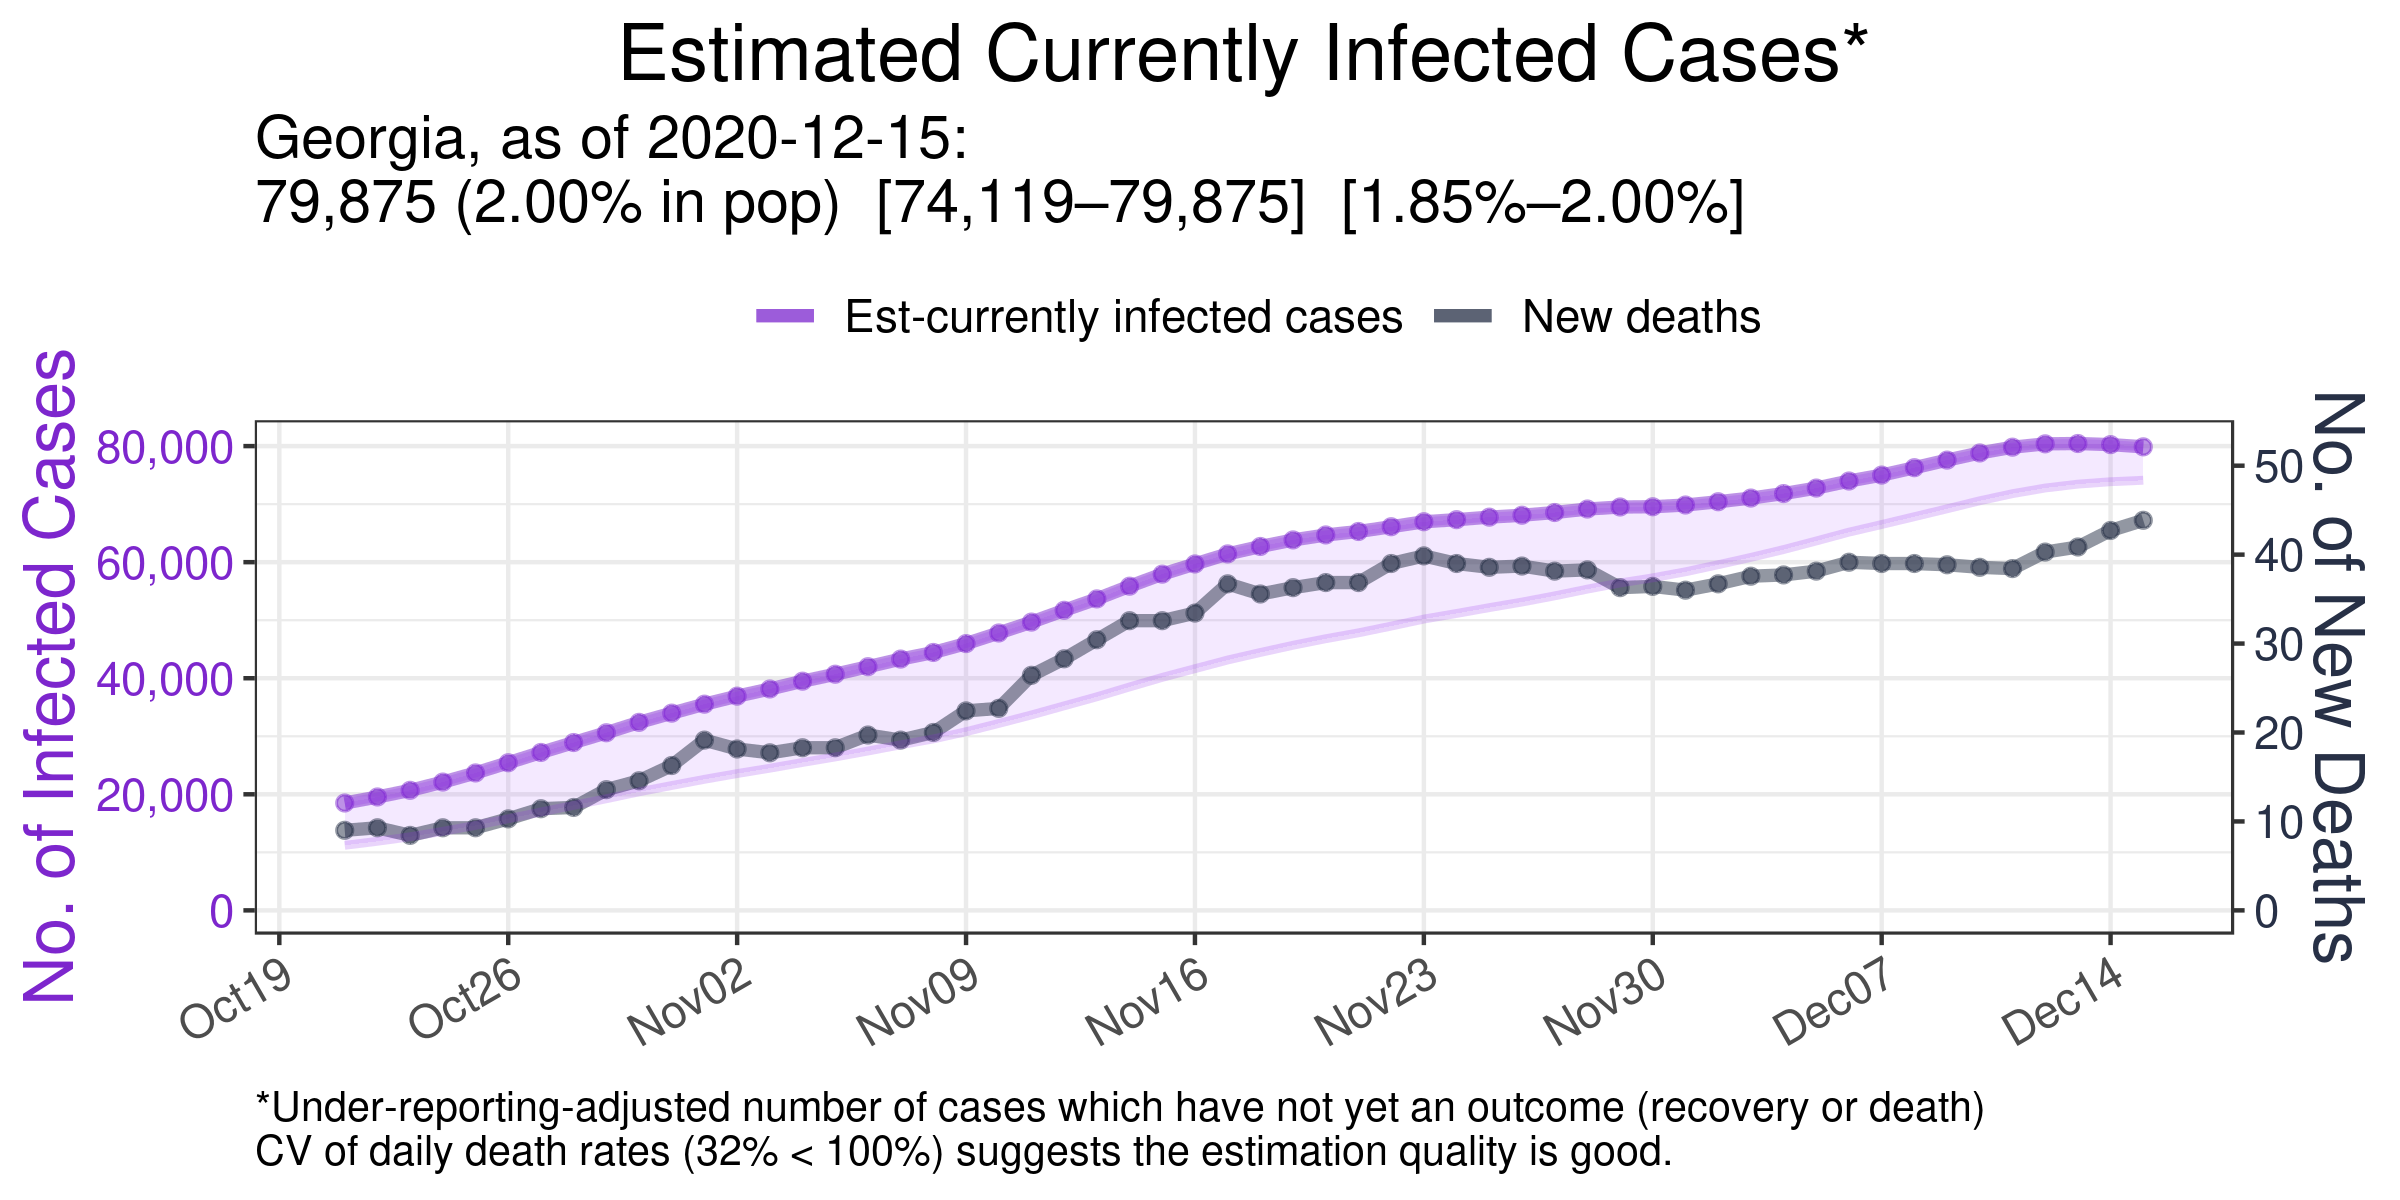 Estimated Currently Infected Cases*
Georgia, as of 2020-12-15:
79,875 (2.00% in pop) [74,119–79,875] [1.85%–2.00%]
Est-currently infected cases
New deaths
No. of Infected Cases
80,000
60,000
40,000
20,000
0
No. of New Deaths
50
40
30
20
10
0
Oct19
Oct26
Nov02
Nov09
Nov16
Nov23
Nov30
Dec07
Dec14
*Under-reporting-adjusted number of cases which have not yet an outcome (recovery or death)
CV of daily death rates (32% < 100%) suggests the estimation quality is good.